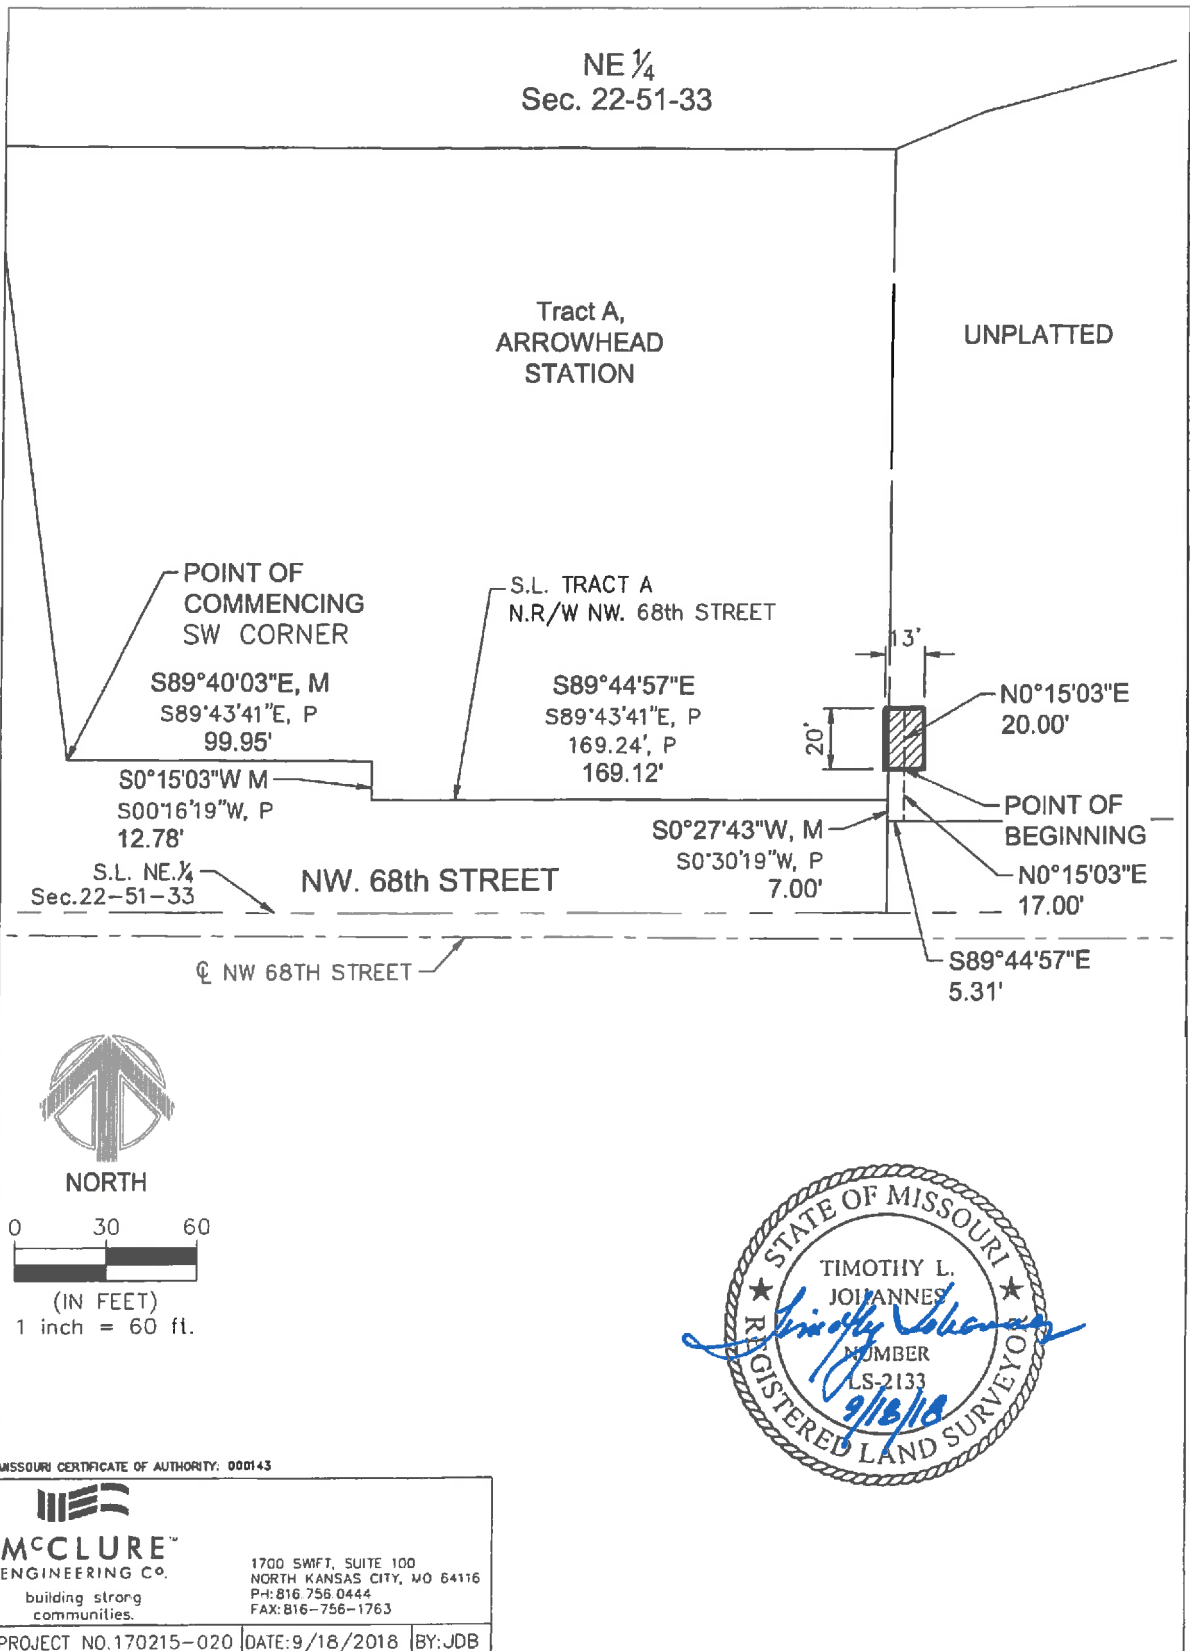 NE 1/4
Sec. 22-51-33
Tract A,
ARROWHEAD
STATION
UNPLATTED
POINT OF
COMMENCING
SW CORNER
S.L. TRACT A
N.R/W NW. 68th STREET
13'
S89°40'03"E, M
S89°43'41"E, P
99.95'
S89°44'57"E
S89°43'41"E, P
169.24', P
169.12'
20'
N0°15'03"E
20.00'
S0°15'03"W M
S00°16'19"W, P
12.78'
POINT OF
BEGINNING
S0°27'43"W, M
S0°30'19"W, P
7.00'
S.L. NE.1/4
Sec.22-51-33
NW. 68th STREET
N0°15'03"E
17.00'
S89°44'57"E
5.31'
℄ NW 68TH STREET
NORTH
0 30 60
(IN FEET)
1 inch = 60 ft.
STATE OF MISSOURI
TIMOTHY L.
JOHANNES
Timothy Johannes
NUMBER
LS-2133
9/18/18
REGISTERED LAND SURVEYOR
MISSOURI CERTIFICATE OF AUTHORITY: 000143
McCLURE™
ENGINEERING Co.
building strong
communities.
1700 SWIFT, SUITE 100
NORTH KANSAS CITY, MO 64116
PH:816.756.0444
FAX:816-756-1763
PROJECT NO.170215-020 DATE:9/18/2018 BY:JDB